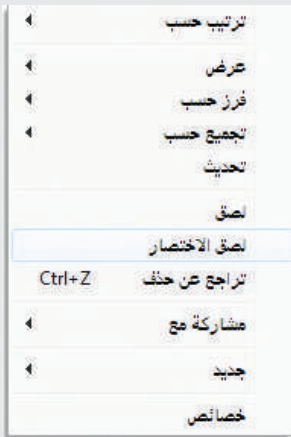 ترتيب حسب
عرض
فرز حسب
تجميع حسب
تحديث
لصق
لصق الاختصار
تراجع عن حذف Ctrl+Z
مشاركة مع
جديد
خصائص